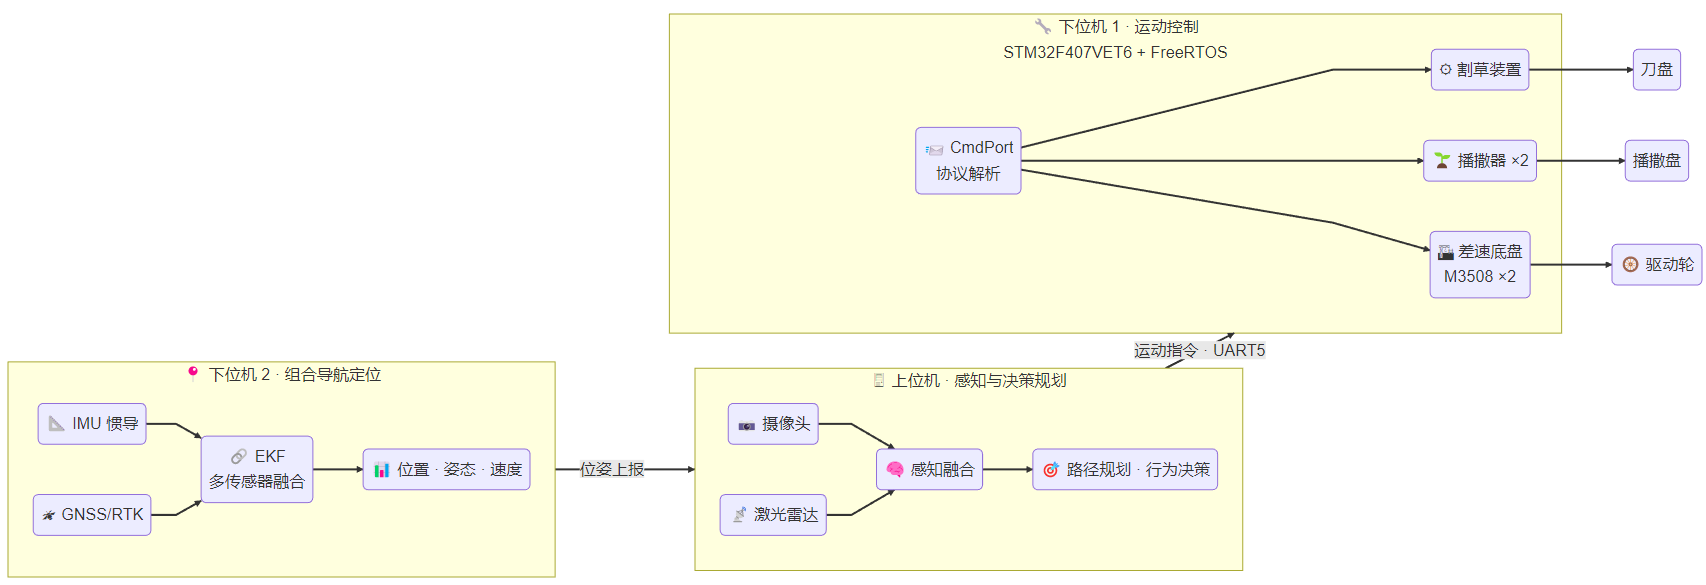 下位机 1 · 运动控制
STM32F407VET6 + FreeRTOS
割草装置
刀盘
CmdPort
协议解析
播撒器 ×2
播撒盘
差速底盘
M3508 ×2
驱动轮
运动指令 · UART5
下位机 2 · 组合导航定位
IMU 惯导
GNSS/RTK
EKF
多传感器融合
位置 · 姿态 · 速度
位姿上报
上位机 · 感知与决策规划
摄像头
激光雷达
感知融合
路径规划 · 行为决策